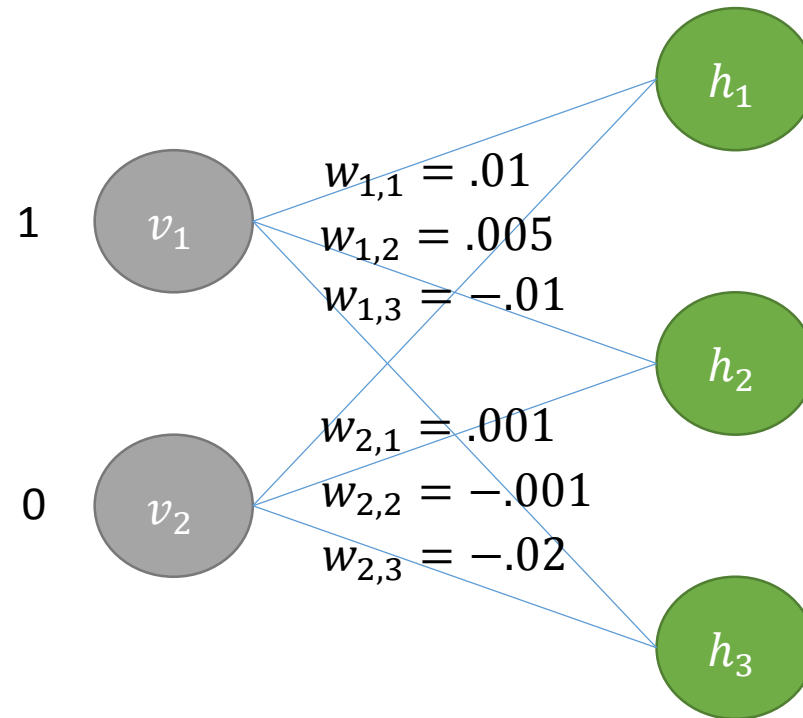 h₁
w₁,₁ = .01
1
v₁
w₁,₂ = .005
w₁,₃ = −.01
h₂
w₂,₁ = .001
0
v₂
w₂,₂ = −.001
w₂,₃ = −.02
h₃